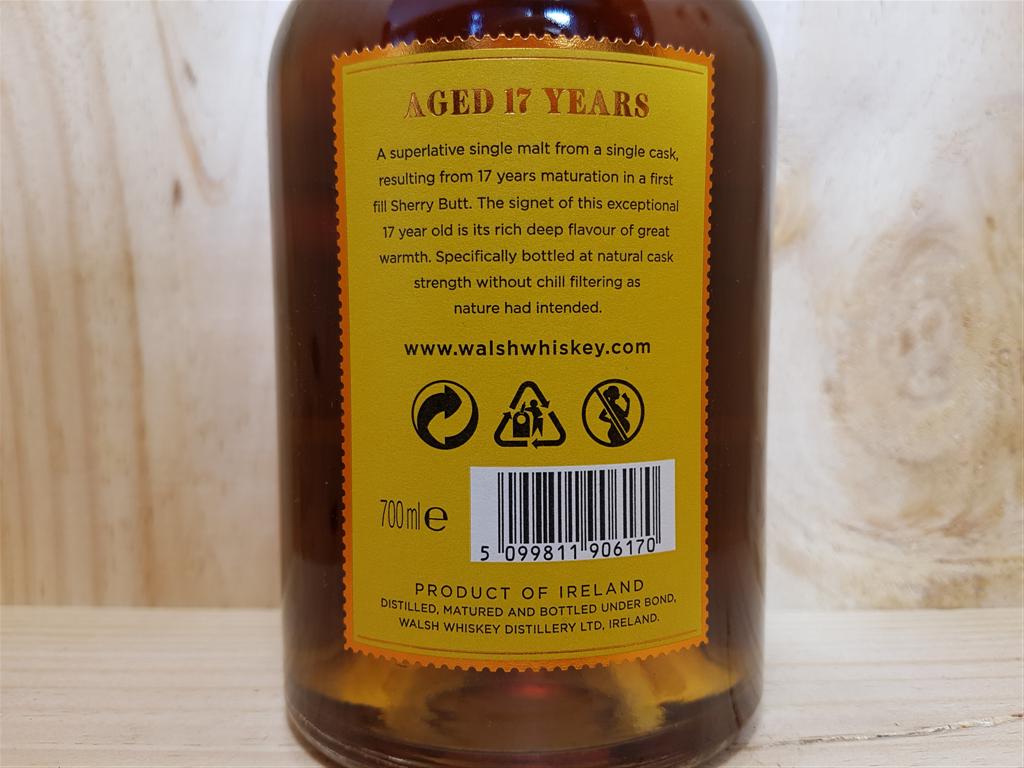 AGED 17 YEARS
A superlative single malt from a single cask,
resulting from 17 years maturation in a first
fill Sherry Butt. The signet of this exceptional
17 year old is its rich deep flavour of great
warmth. Specifically bottled at natural cask
strength without chill filtering as
nature had intended.
www.walshwhiskey.com
700 ml e
5 099811 906170
PRODUCT OF IRELAND
DISTILLED, MATURED AND BOTTLED UNDER BOND,
WALSH WHISKEY DISTILLERY LTD, IRELAND.